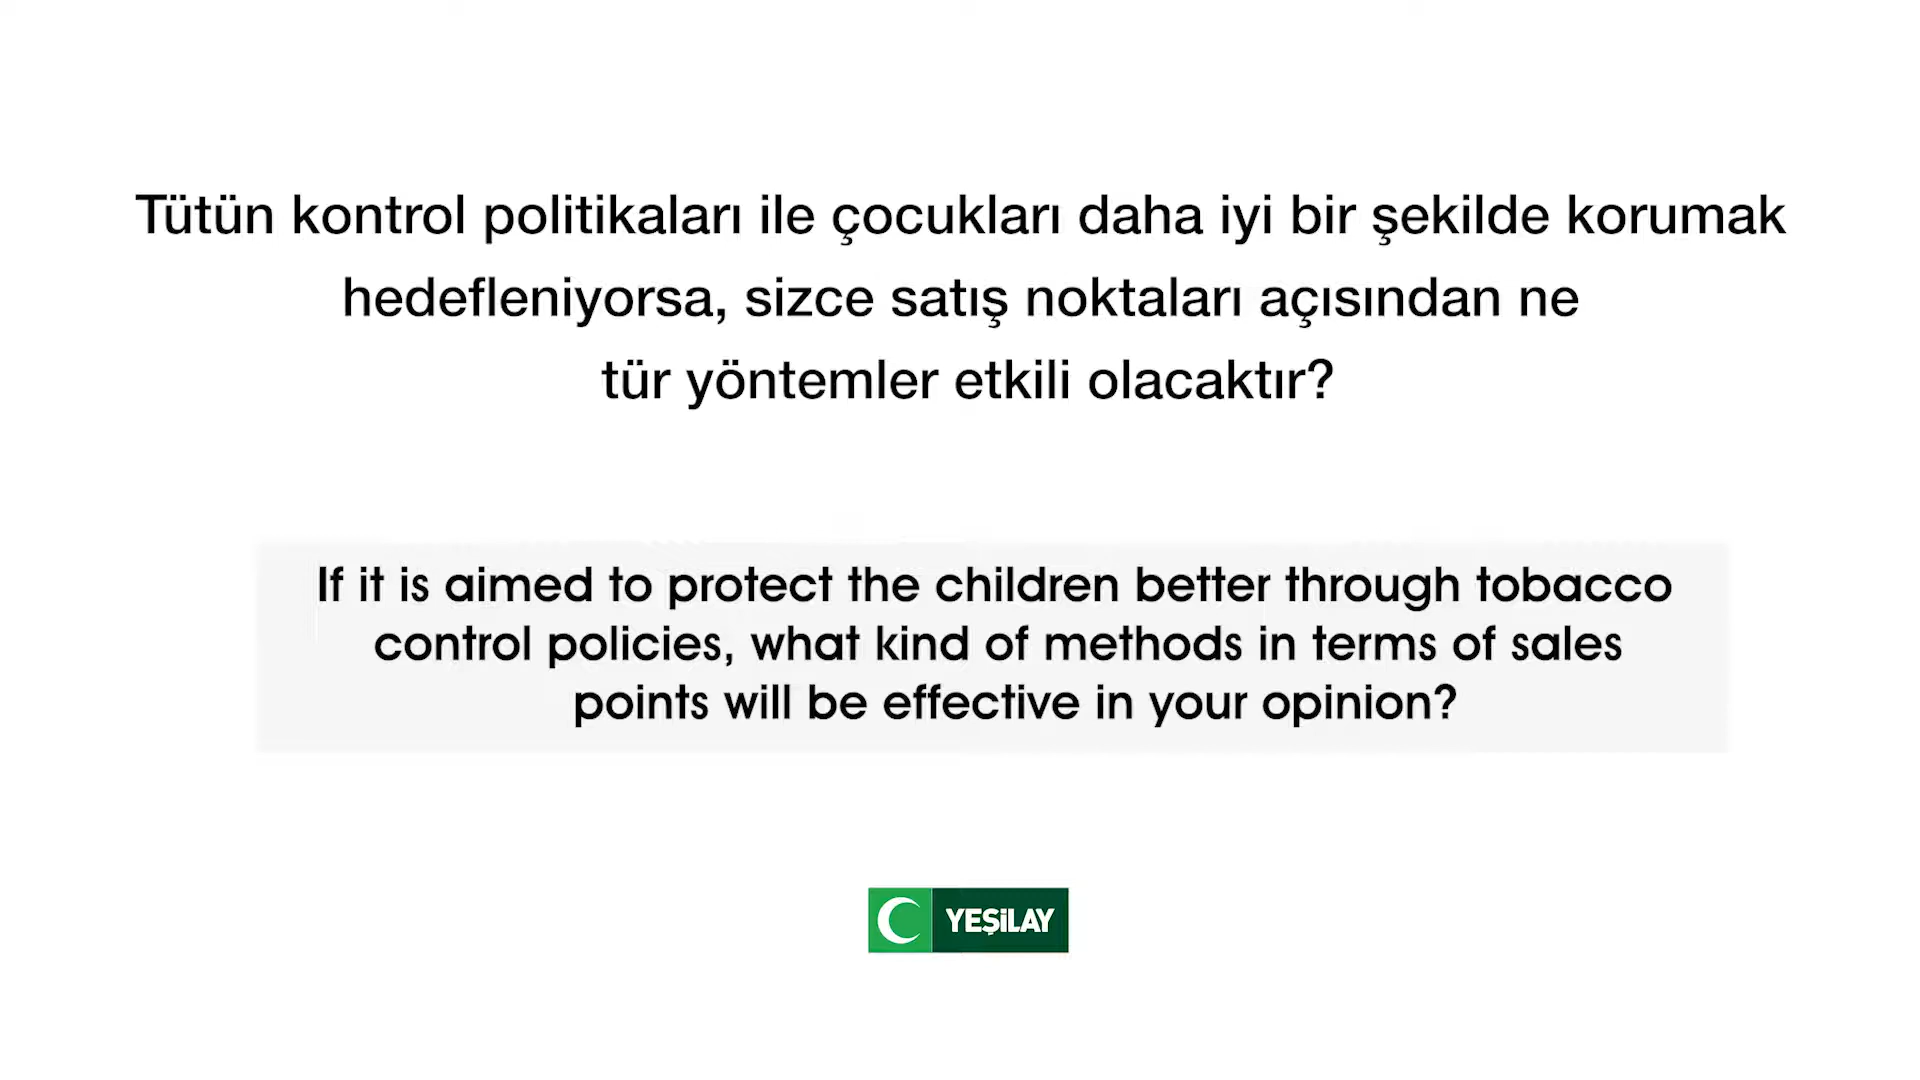 Tütün kontrol politikaları ile çocukları daha iyi bir şekilde korumak
hedefleniyorsa, sizce satış noktaları açısından ne
tür yöntemler etkili olacaktır?
If it is aimed to protect the children better through tobacco
control policies, what kind of methods in terms of sales
points will be effective in your opinion?
YEŞİLAY